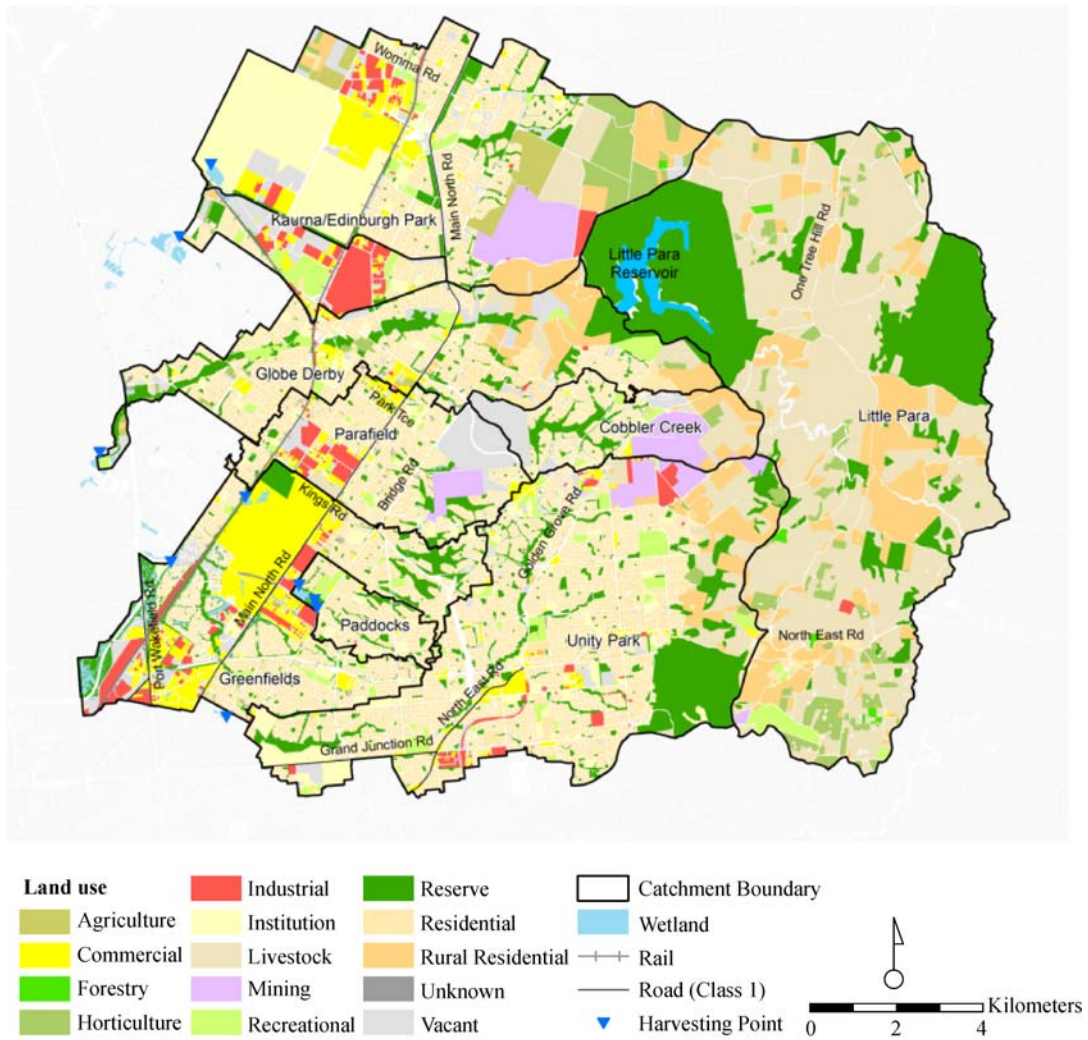 Womma Rd
Main North Rd
Kaurna/Edinburgh Park
Little Para
Reservoir
One Tree Hill Rd
Globe Derby
Park Tce
Parafield
Cobbler Creek
Little Para
Bridge Rd
Kings Rd
Golden Grove Rd
Main North Rd
Port Wakefield Rd
Paddocks
Unity Park
North East Rd
Greenfields
North East Rd
Grand Junction Rd
Land use
Agriculture
Commercial
Forestry
Horticulture
Industrial
Institution
Livestock
Mining
Recreational
Reserve
Residential
Rural Residential
Unknown
Vacant
Catchment Boundary
Wetland
Rail
Road (Class 1)
Harvesting Point
Kilometers
0 2 4